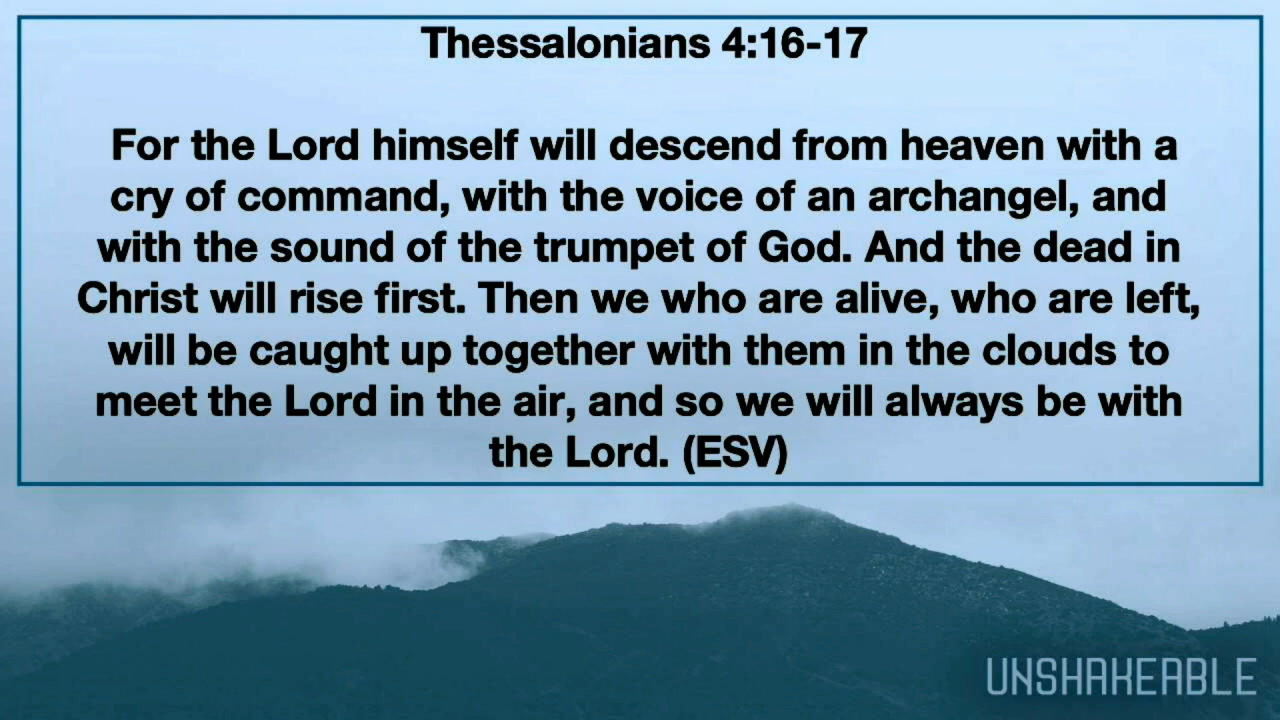 Thessalonians 4:16-17
For the Lord himself will descend from heaven with a
cry of command, with the voice of an archangel, and
with the sound of the trumpet of God. And the dead in
Christ will rise first. Then we who are alive, who are left,
will be caught up together with them in the clouds to
meet the Lord in the air, and so we will always be with
the Lord. (ESV)
UNSHAKEABLE